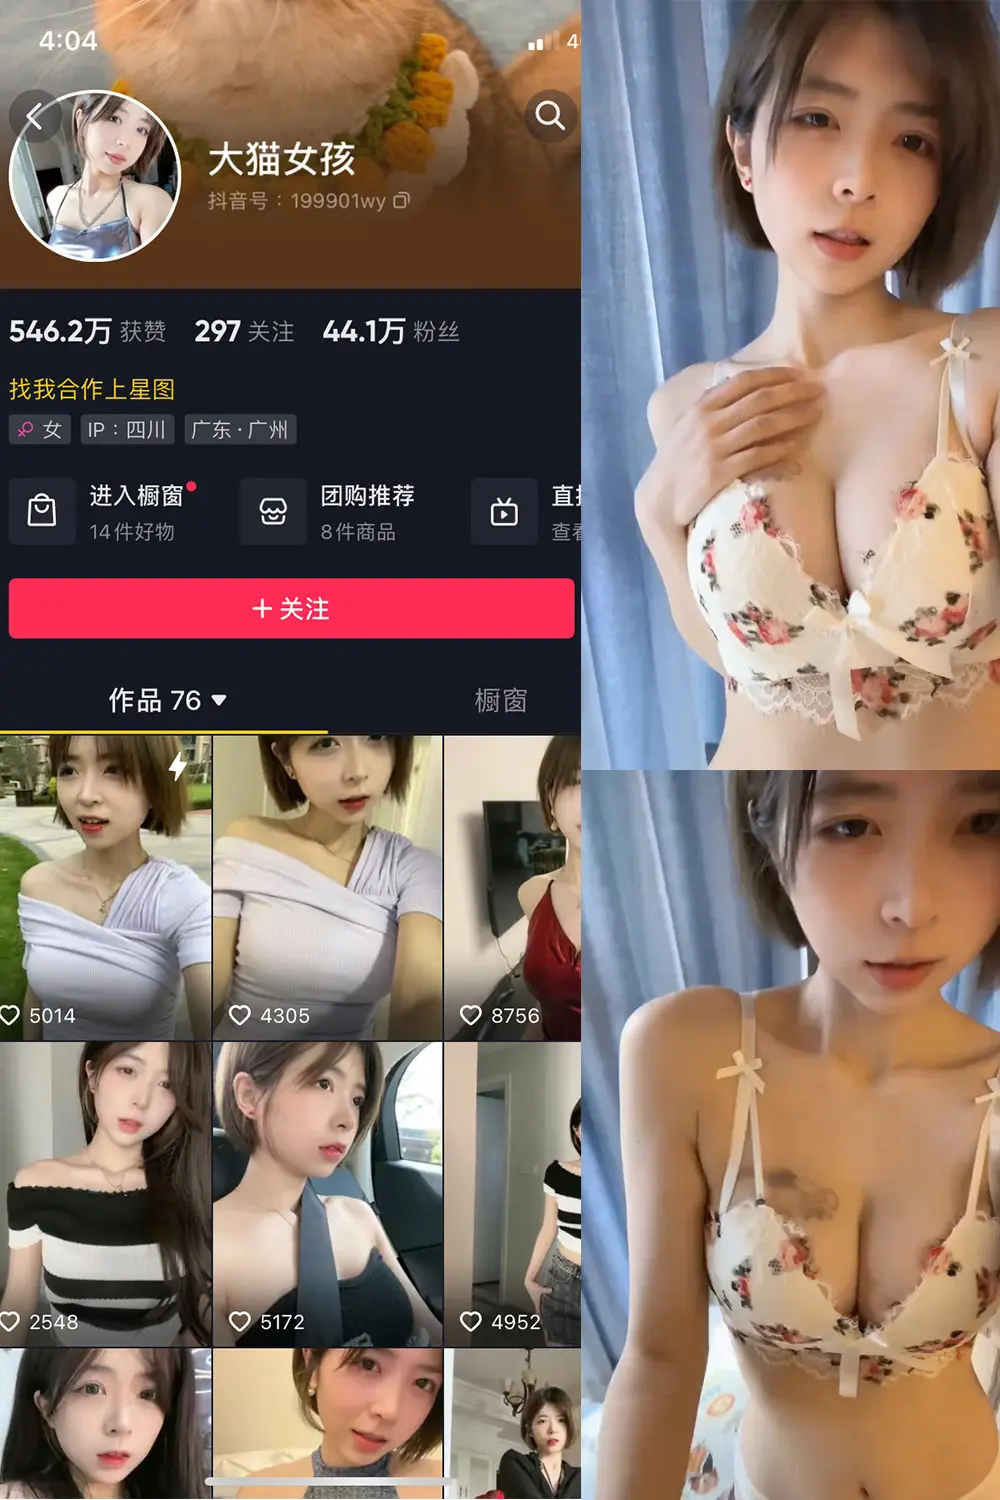 4:04
大猫女孩
抖音号：199901wy
546.2万 获赞 297 关注 44.1万 粉丝
找我合作上星图
女 IP：四川 广东·广州
进入橱窗 团购推荐
14件好物 8件商品 查看
+ 关注
作品 76 橱窗
5014 4305 8756
2548 5172 4952